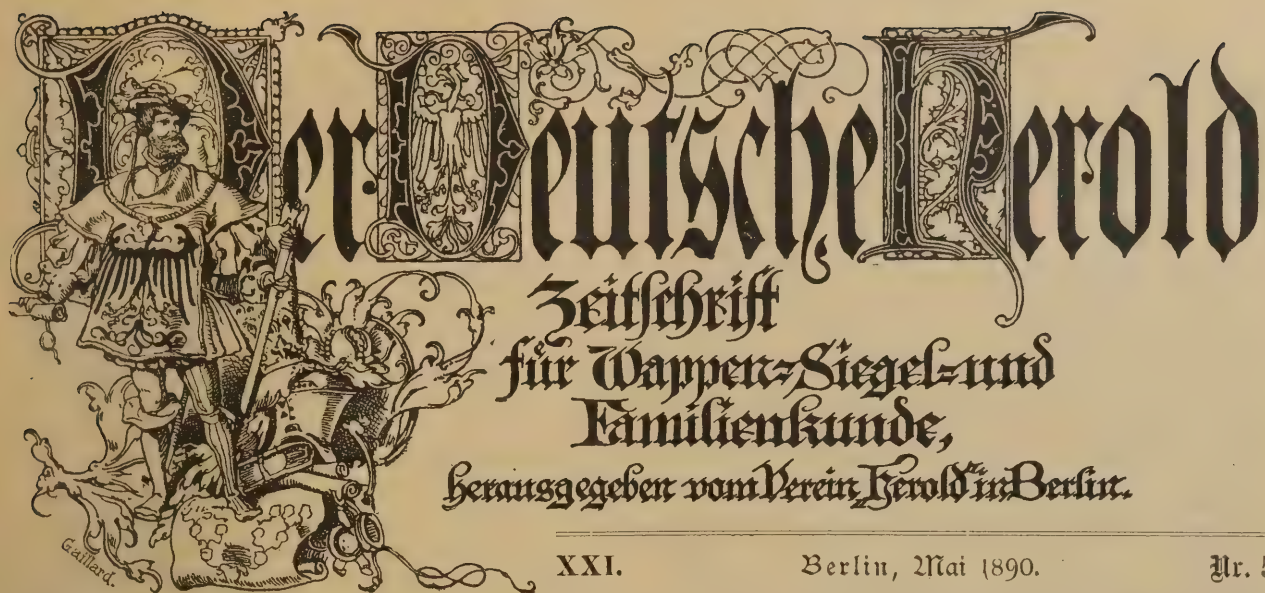 Der Deutsche Herold
Zeitschrift
für Wappen-Siegel- und
Familienkunde,
herausgegeben vom Verein „Herold“ in Berlin.
Gaillard.
XXI. Berlin, Mai 1890. Nr. 5